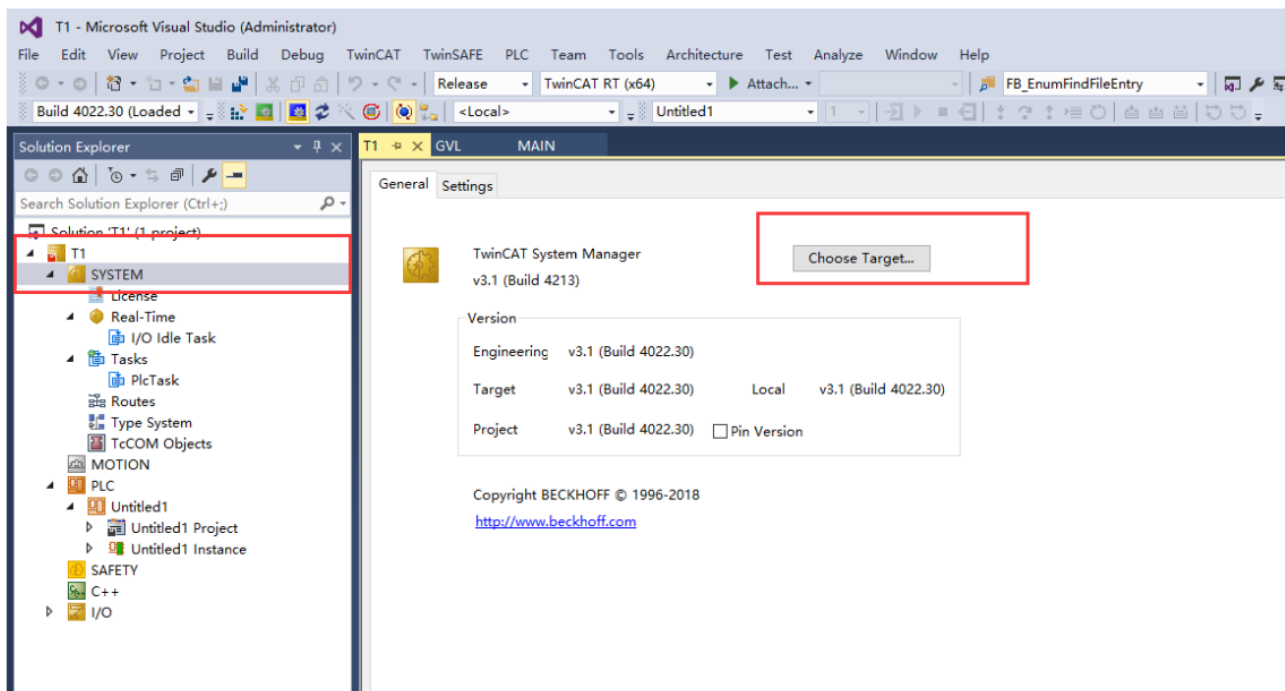 T1 - Microsoft Visual Studio (Administrator)
File Edit View Project Build Debug TwinCAT TwinSAFE PLC Team Tools Architecture Test Analyze Window Help
Release TwinCAT RT (x64) Attach... FB_EnumFindFileEntry
Build 4022.30 (Loaded <Local> Untitled1 1
Solution Explorer
T1 GVL MAIN
Search Solution Explorer (Ctrl+;)
Solution 'T1' (1 project)
T1
SYSTEM
License
Real-Time
I/O Idle Task
Tasks
PlcTask
Routes
Type System
TcCOM Objects
MOTION
PLC
Untitled1
Untitled1 Project
Untitled1 Instance
SAFETY
C++
I/O
General Settings
TwinCAT System Manager
v3.1 (Build 4213)
Choose Target...
Version
Engineering v3.1 (Build 4022.30)
Target v3.1 (Build 4022.30) Local v3.1 (Build 4022.30)
Project v3.1 (Build 4022.30) Pin Version
Copyright BECKHOFF © 1996-2018
http://www.beckhoff.com